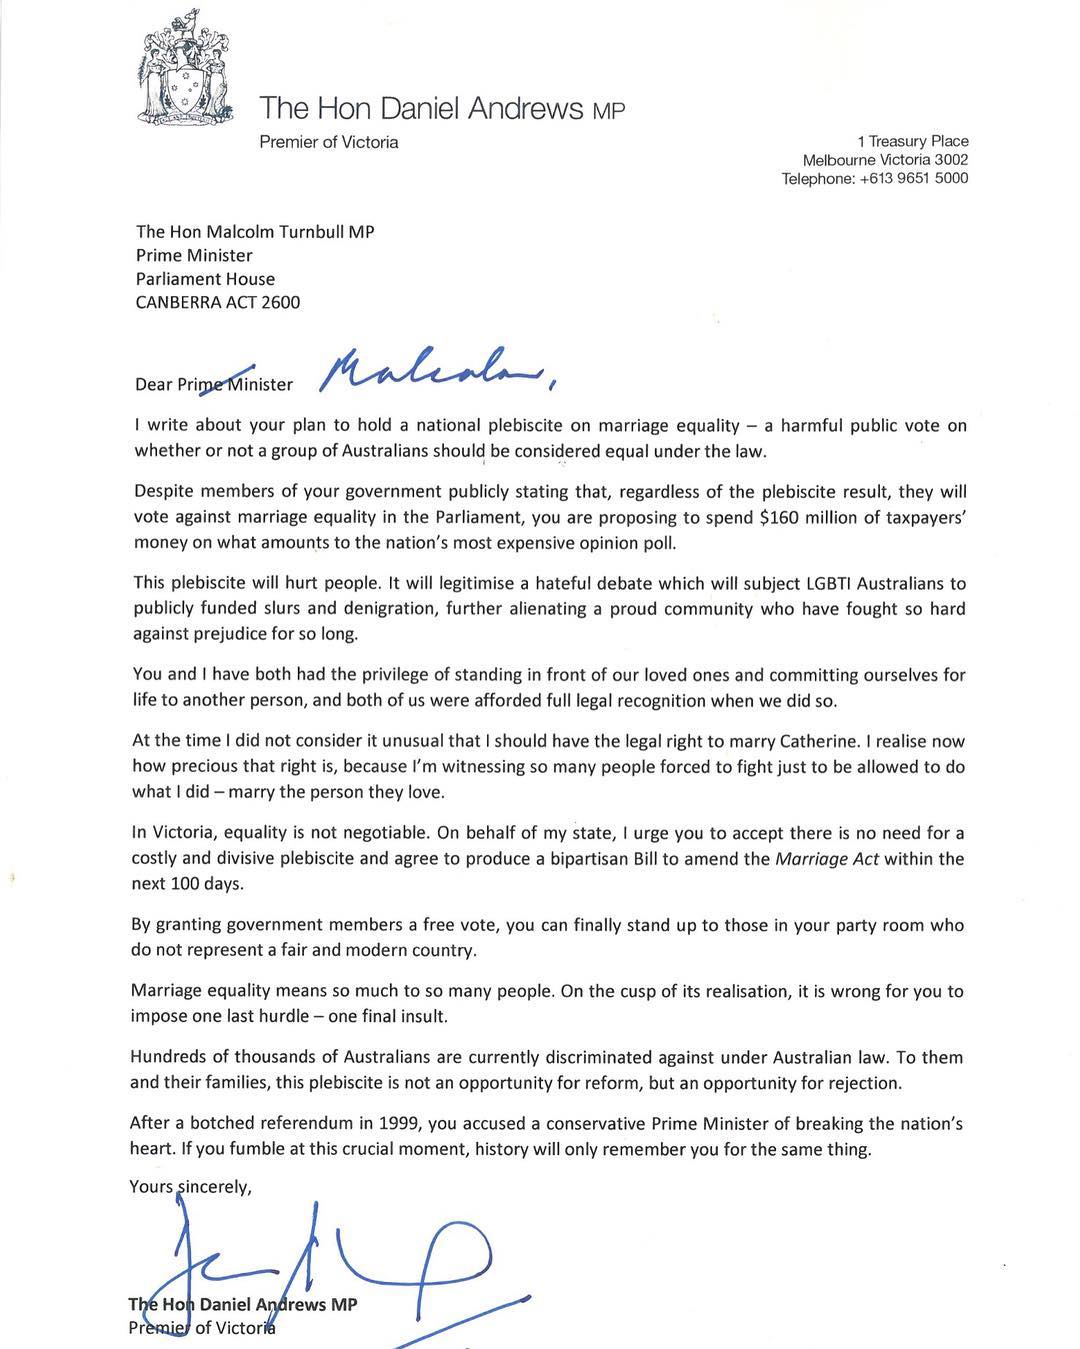 The Hon Daniel Andrews MP
Premier of Victoria
1 Treasury Place
Melbourne Victoria 3002
Telephone: +613 9651 5000
The Hon Malcolm Turnbull MP
Prime Minister
Parliament House
CANBERRA ACT 2600
Dear Prime Minister Malcolm,
I write about your plan to hold a national plebiscite on marriage equality – a harmful public vote on
whether or not a group of Australians should be considered equal under the law.
Despite members of your government publicly stating that, regardless of the plebiscite result, they will
vote against marriage equality in the Parliament, you are proposing to spend $160 million of taxpayers’
money on what amounts to the nation’s most expensive opinion poll.
This plebiscite will hurt people. It will legitimise a hateful debate which will subject LGBTI Australians to
publicly funded slurs and denigration, further alienating a proud community who have fought so hard
against prejudice for so long.
You and I have both had the privilege of standing in front of our loved ones and committing ourselves for
life to another person, and both of us were afforded full legal recognition when we did so.
At the time I did not consider it unusual that I should have the legal right to marry Catherine. I realise now
how precious that right is, because I’m witnessing so many people forced to fight just to be allowed to do
what I did – marry the person they love.
In Victoria, equality is not negotiable. On behalf of my state, I urge you to accept there is no need for a
costly and divisive plebiscite and agree to produce a bipartisan Bill to amend the Marriage Act within the
next 100 days.
By granting government members a free vote, you can finally stand up to those in your party room who
do not represent a fair and modern country.
Marriage equality means so much to so many people. On the cusp of its realisation, it is wrong for you to
impose one last hurdle – one final insult.
Hundreds of thousands of Australians are currently discriminated against under Australian law. To them
and their families, this plebiscite is not an opportunity for reform, but an opportunity for rejection.
After a botched referendum in 1999, you accused a conservative Prime Minister of breaking the nation’s
heart. If you fumble at this crucial moment, history will only remember you for the same thing.
Yours sincerely,
The Hon Daniel Andrews MP
Premier of Victoria